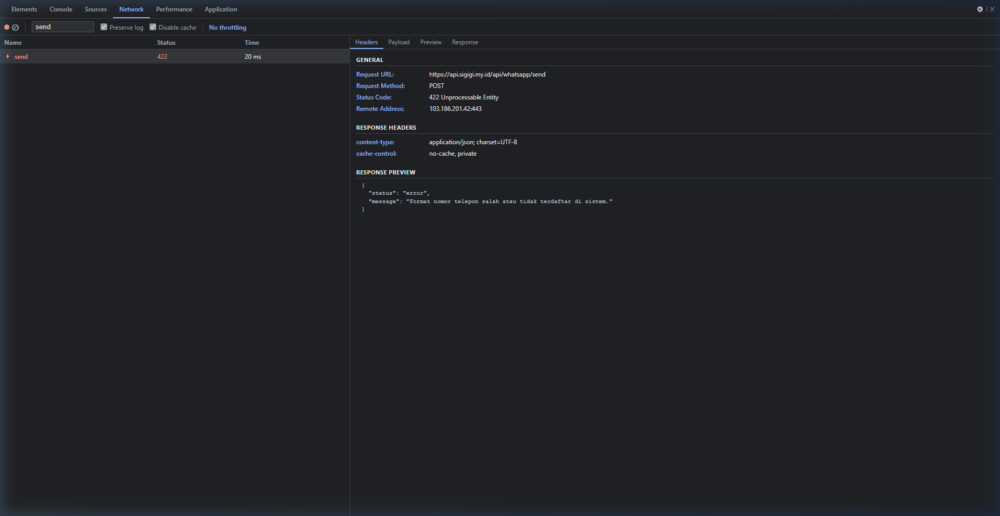 Elements Console Sources Network Performance Application
send Preserve log Disable cache No throttling
Name Status Time
send 422 20 ms
Headers Payload Preview Response
GENERAL
Request URL: https://api.sigigi.my.id/api/whatsapp/send
Request Method: POST
Status Code: 422 Unprocessable Entity
Remote Address: 103.186.201.42:443
RESPONSE HEADERS
content-type: application/json; charset=UTF-8
cache-control: no-cache, private
RESPONSE PREVIEW
{
"status": "error",
"message": "Format nomor telepon salah atau tidak terdaftar di sistem."
}